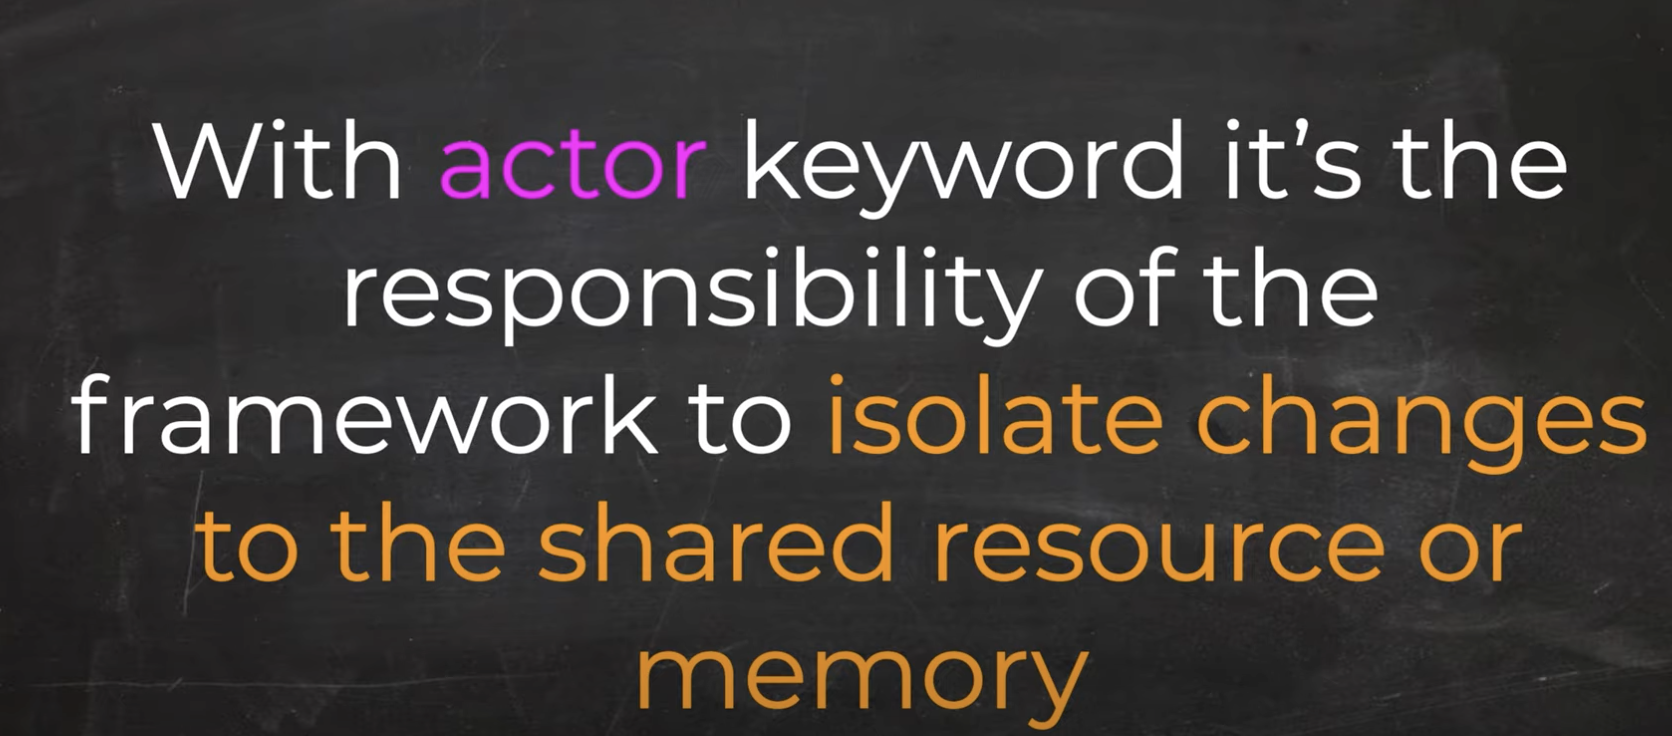 With actor keyword it’s the
responsibility of the
framework to isolate changes
to the shared resource or
memory